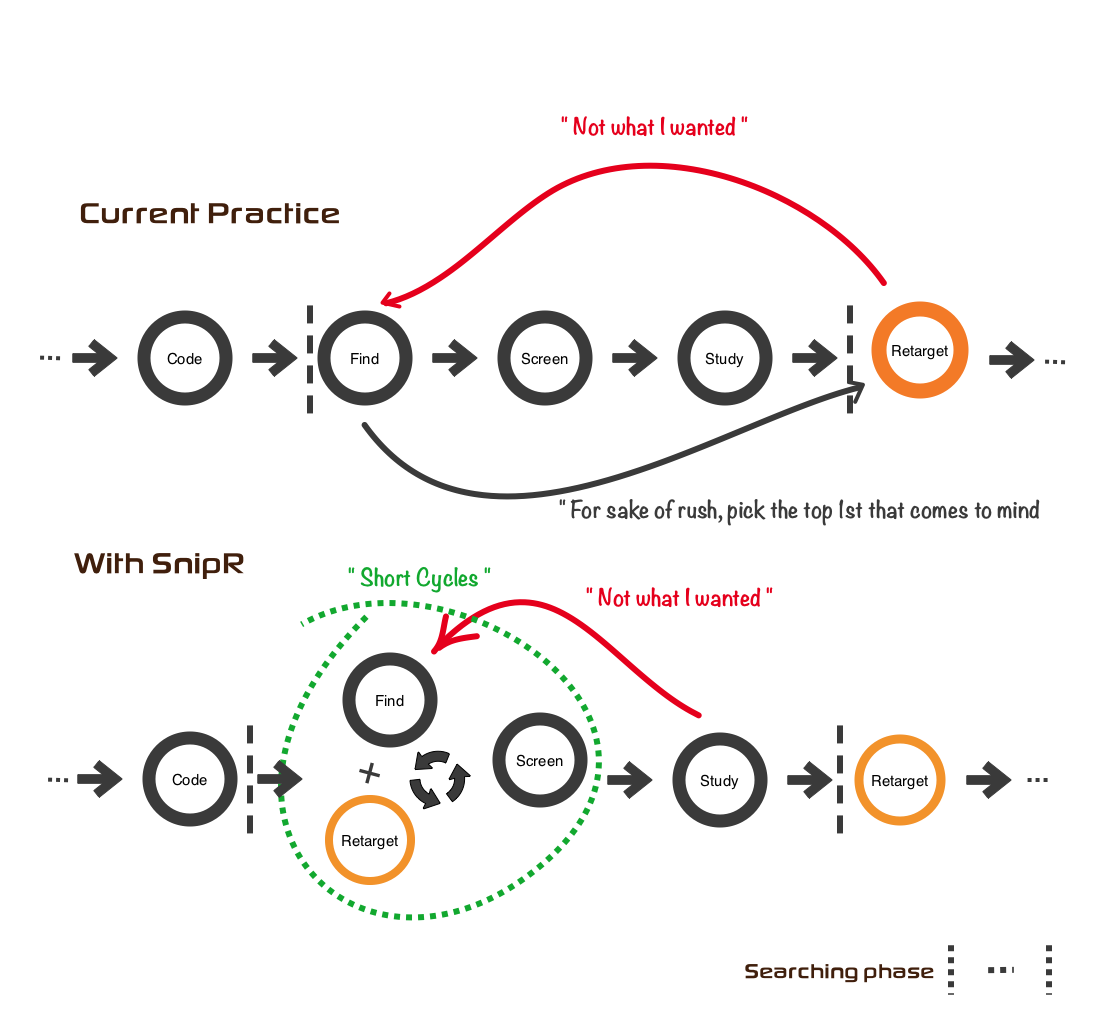 " Not what I wanted "
Current Practice
Code
Find
Screen
Study
Retarget
" For sake of rush, pick the top 1st that comes to mind
With SnipR
" Short Cycles "
" Not what I wanted "
Find
Code
Screen
Study
Retarget
+
Retarget
Searching phase